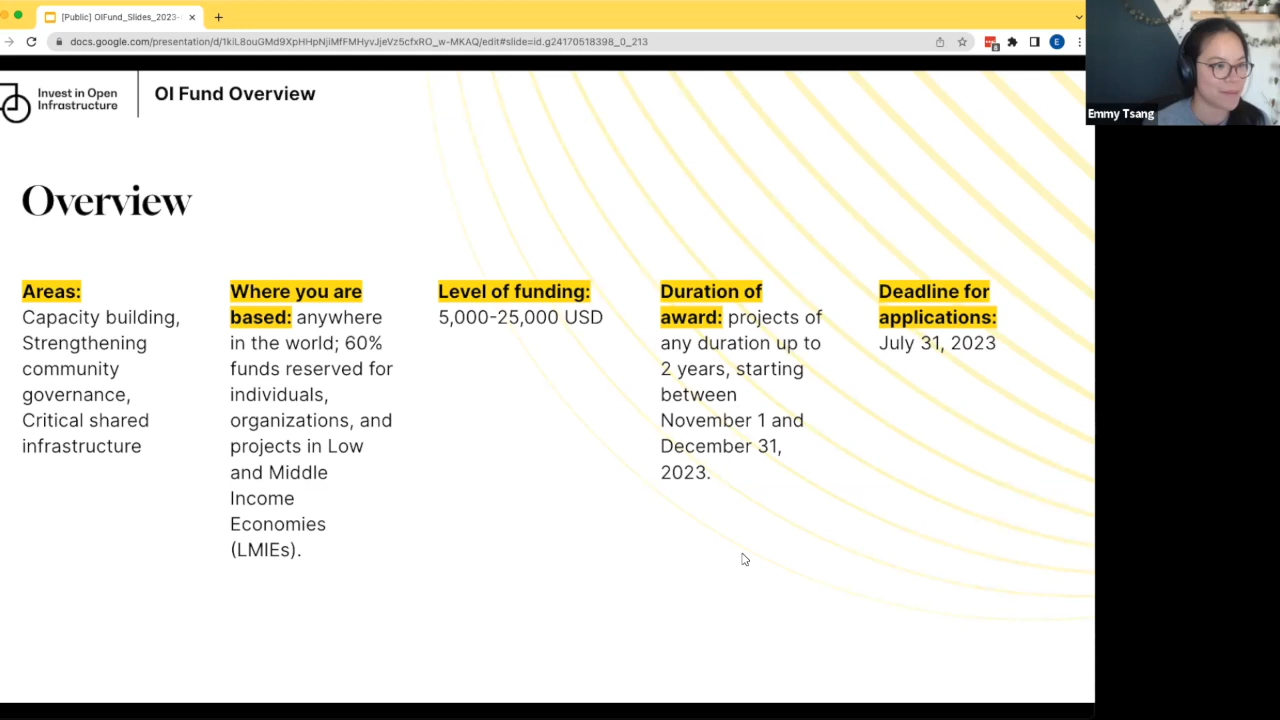 [Public] OIFund_Slides_2023-
docs.google.com/presentation/d/1kiL8ouGMd9XpHHpNjiMfFMHyvJjeVz5cfxRO_w-MKAQ/edit#slide=id.g24170518398_0_213
E
Emmy Tsang
Invest in Open
Infrastructure
OI Fund Overview
Overview
Areas:
Capacity building,
Strengthening
community
governance,
Critical shared
infrastructure
Where you are
based: anywhere
in the world; 60%
funds reserved for
individuals,
organizations, and
projects in Low
and Middle
Income
Economies
(LMIEs).
Level of funding:
5,000-25,000 USD
Duration of
award: projects of
any duration up to
2 years, starting
between
November 1 and
December 31,
2023.
Deadline for
applications:
July 31, 2023